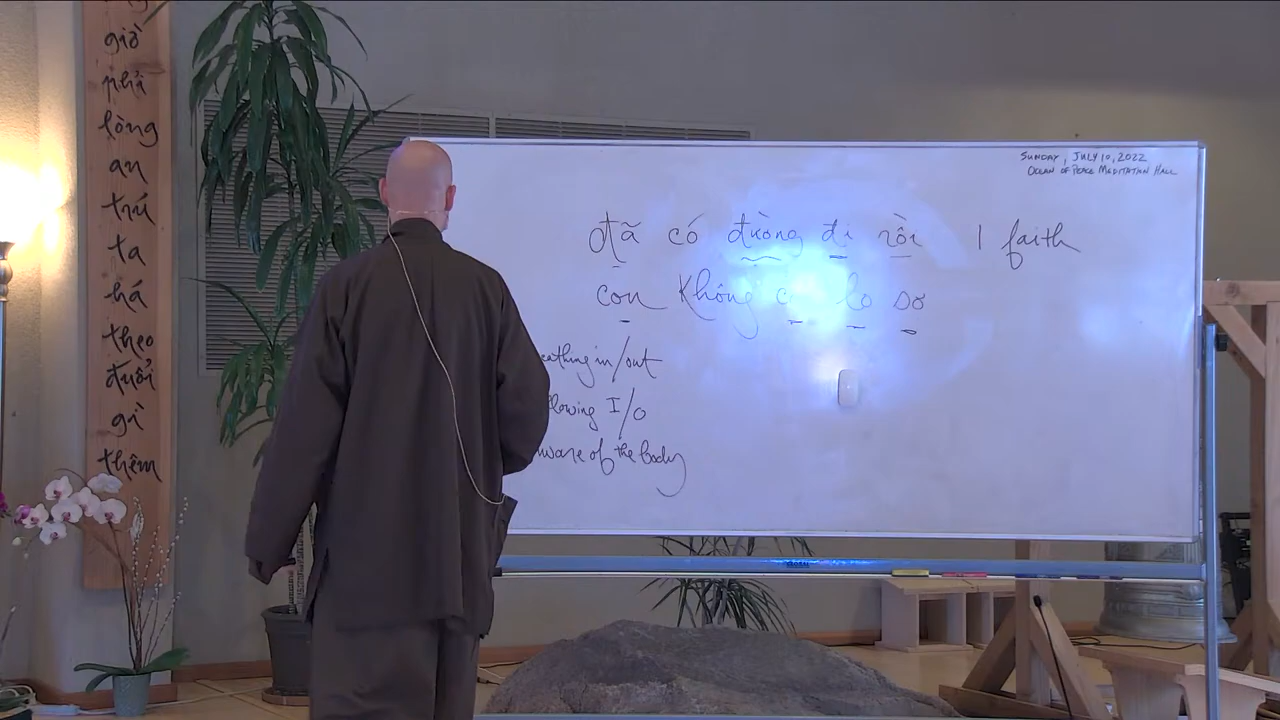 giờ
phả
lòng
an
trú
ta
há
theo
đuổi
gì
thêm
SUNDAY, JULY 10, 2022
OCEAN OF PEACE MEDITATION HALL
đã có đường đi rồi 1 faith
con không lo sợ
eathing in/out
llowing I/O
ware of the body